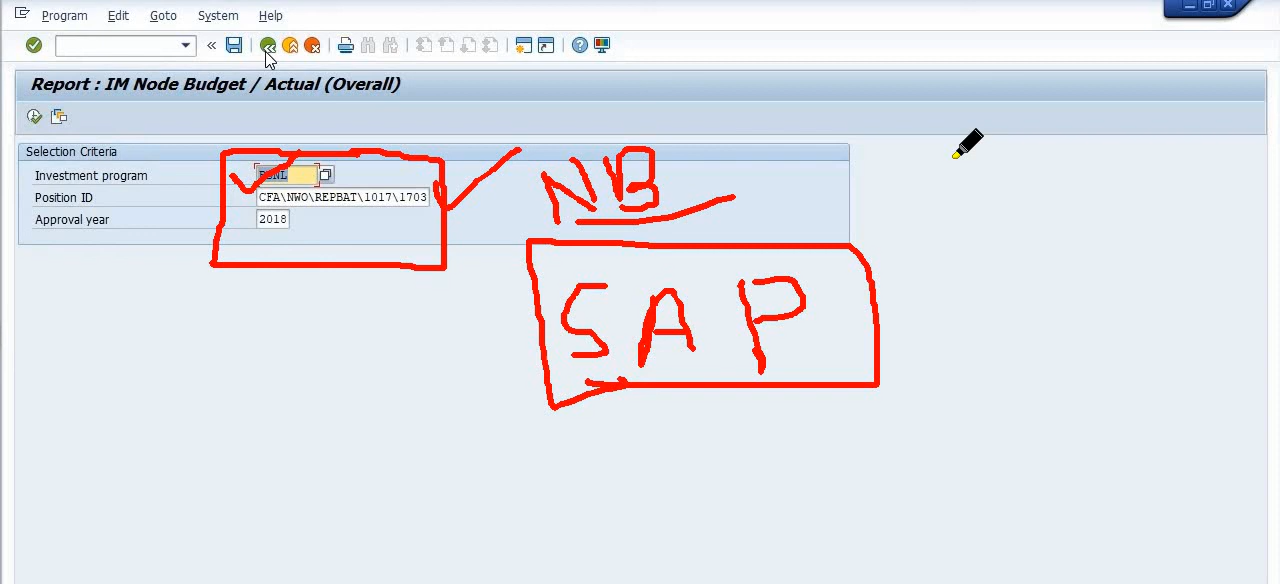 Program Edit Goto System Help
Report : IM Node Budget / Actual (Overall)
Selection Criteria
Investment program
Position ID CFA\NWO\REPBAT\1017\1703
Approval year 2018
NB
SAP